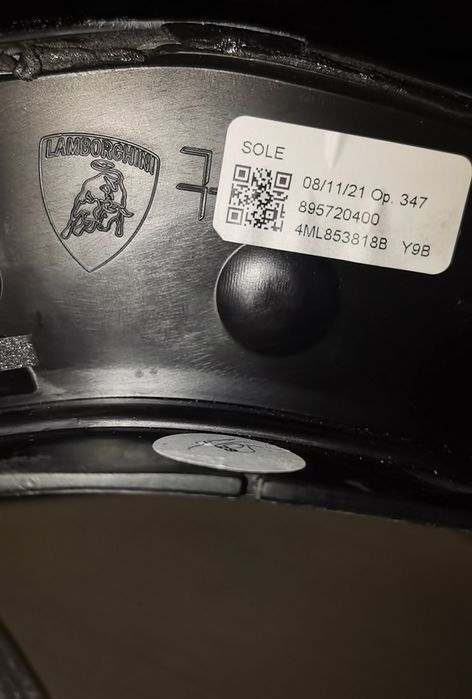 LAMBORGHINI
SOLE
08/11/21 Op. 347
895720400
4ML853818B Y9B